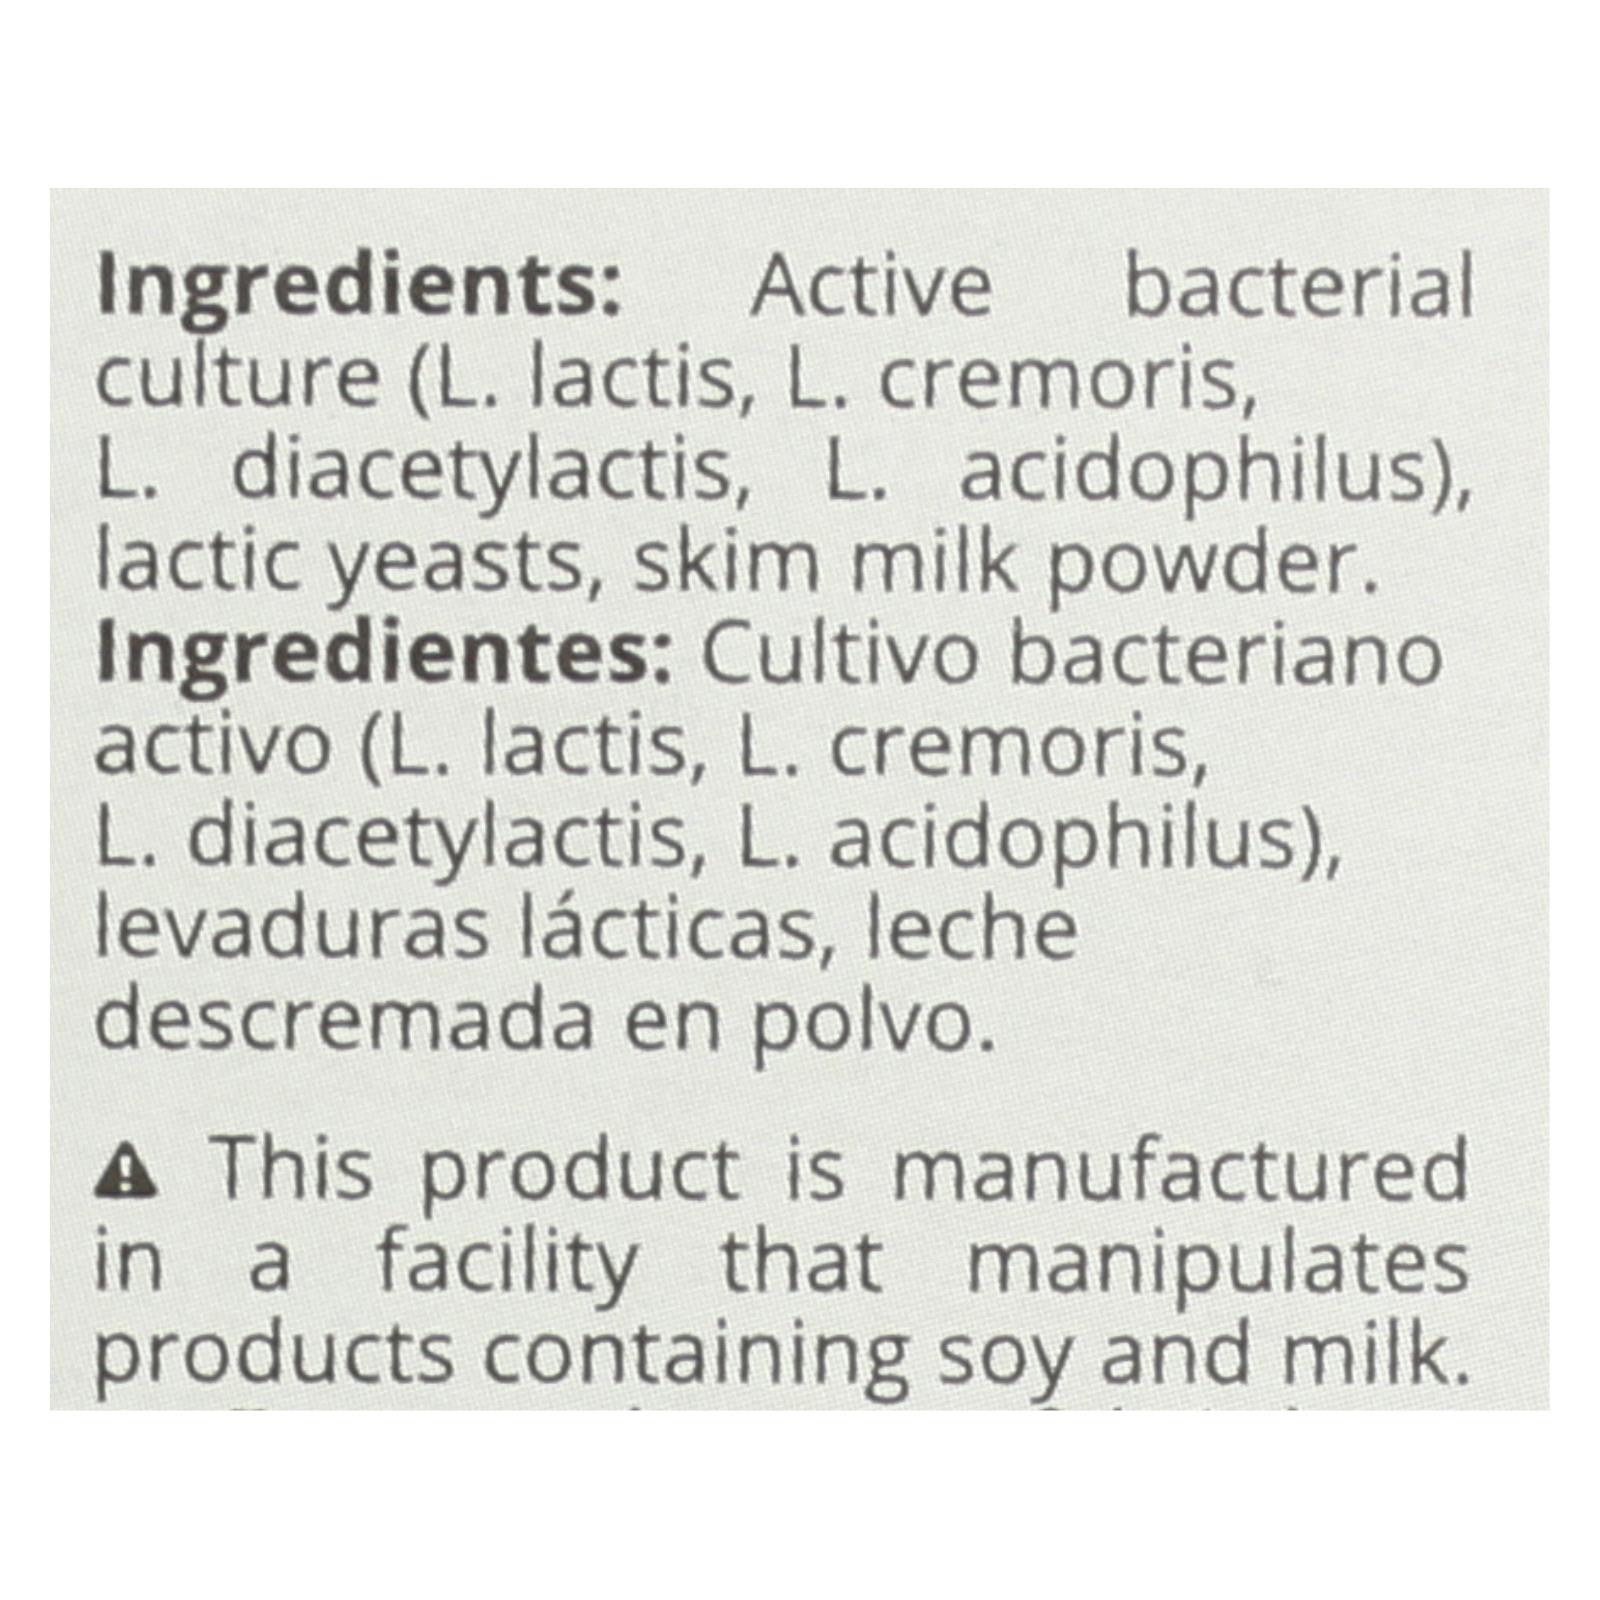 Ingredients: Active bacterial
culture (L. lactis, L. cremoris,
L. diacetylactis, L. acidophilus),
lactic yeasts, skim milk powder.
Ingredientes: Cultivo bacteriano
activo (L. lactis, L. cremoris,
L. diacetylactis, L. acidophilus),
levaduras lácticas, leche
descremada en polvo.
This product is manufactured
in a facility that manipulates
products containing soy and milk.